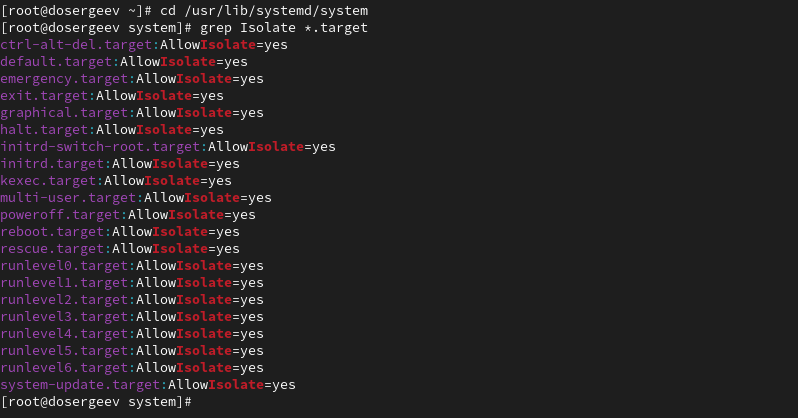 [root@dosergeev ~]# cd /usr/lib/systemd/system
[root@dosergeev system]# grep Isolate *.target
ctrl-alt-del.target:AllowIsolate=yes
default.target:AllowIsolate=yes
emergency.target:AllowIsolate=yes
exit.target:AllowIsolate=yes
graphical.target:AllowIsolate=yes
halt.target:AllowIsolate=yes
initrd-switch-root.target:AllowIsolate=yes
initrd.target:AllowIsolate=yes
kexec.target:AllowIsolate=yes
multi-user.target:AllowIsolate=yes
poweroff.target:AllowIsolate=yes
reboot.target:AllowIsolate=yes
rescue.target:AllowIsolate=yes
runlevel0.target:AllowIsolate=yes
runlevel1.target:AllowIsolate=yes
runlevel2.target:AllowIsolate=yes
runlevel3.target:AllowIsolate=yes
runlevel4.target:AllowIsolate=yes
runlevel5.target:AllowIsolate=yes
runlevel6.target:AllowIsolate=yes
system-update.target:AllowIsolate=yes
[root@dosergeev system]#